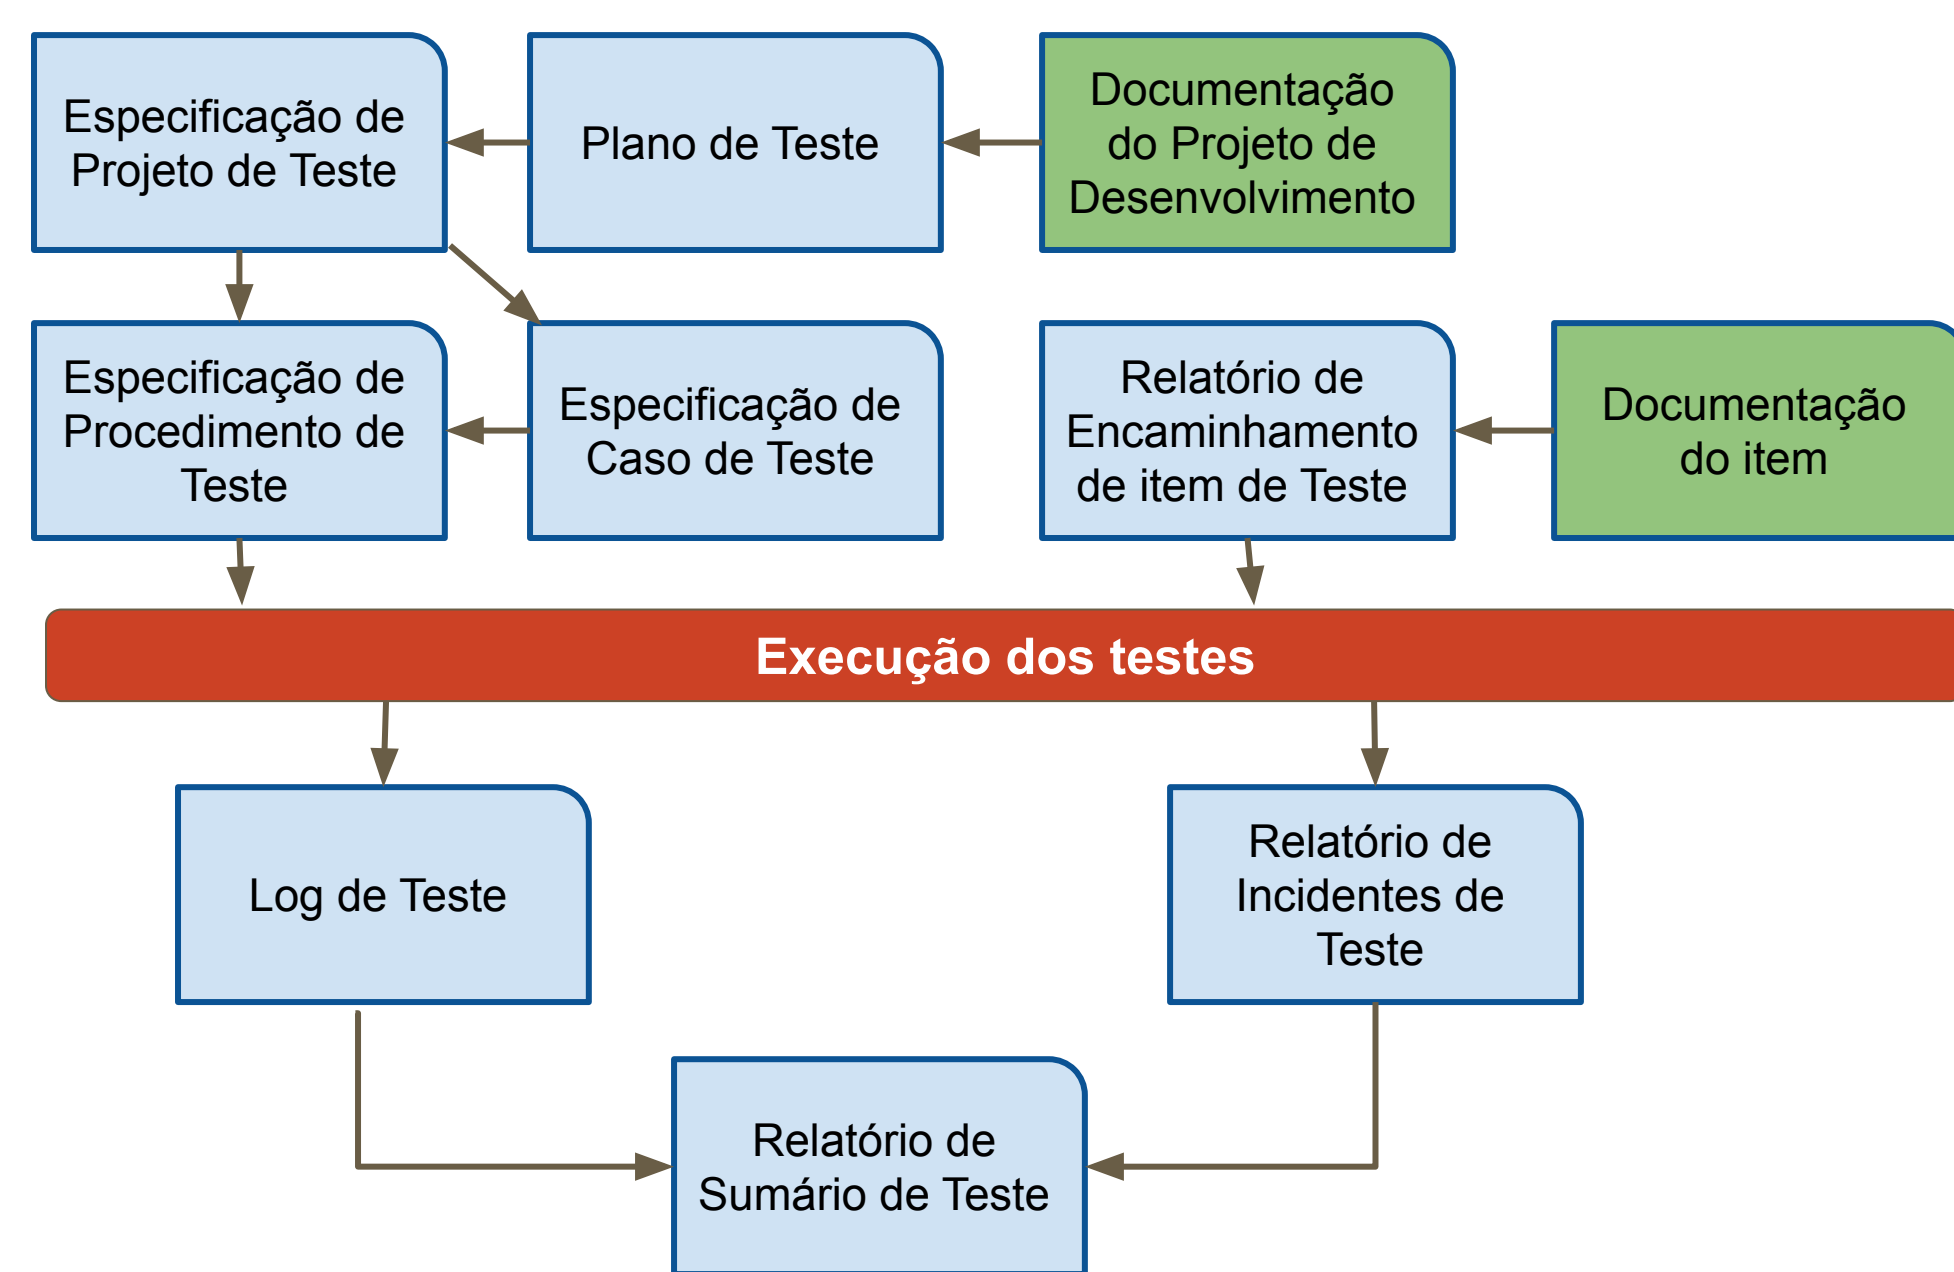 Especificação de
Projeto de Teste
Plano de Teste
Documentação
do Projeto de
Desenvolvimento
Especificação de
Procedimento de
Teste
Especificação de
Caso de Teste
Relatório de
Encaminhamento
de item de Teste
Documentação
do item
Execução dos testes
Log de Teste
Relatório de
Incidentes de
Teste
Relatório de
Sumário de Teste